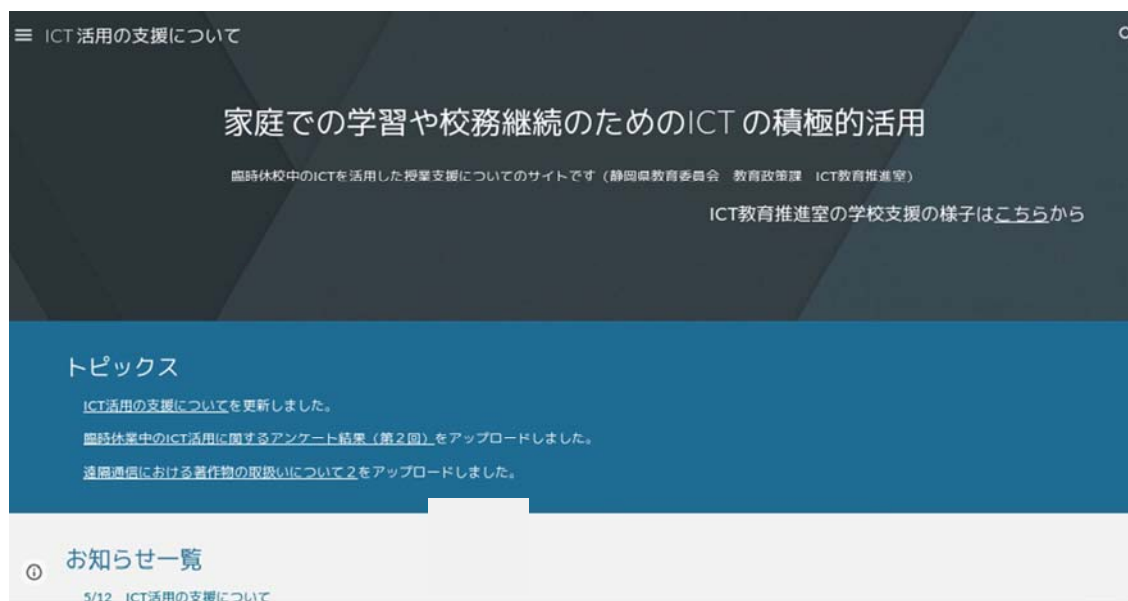 ICT 活用の支援について
家庭での学習や校務継続のためのICT の積極的活用
臨時休校中のICTを活用した授業支援についてのサイトです（静岡県教育委員会　教育政策課　ICT教育推進室）
ICT教育推進室の学校支援の様子はこちらから
トピックス
ICT活用の支援についてを更新しました。
臨時休業中のICT活用に関するアンケート結果（第２回）をアップロードしました。
遠隔通信における著作物の取扱いについて２をアップロードしました。
お知らせ一覧
5/12　ICT活用の支援について